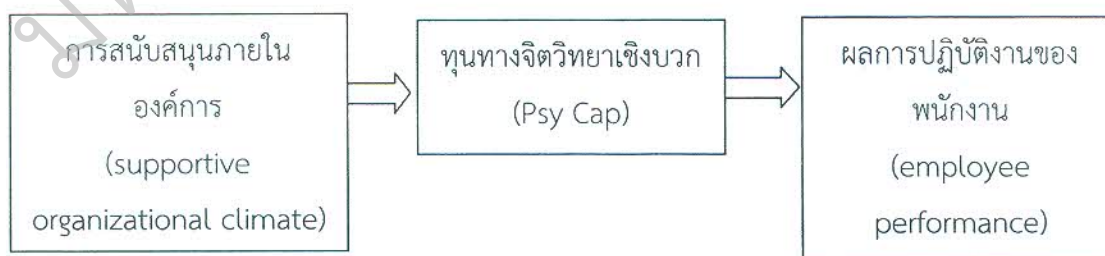 การสนับสนุนภายใน
องค์การ
(supportive
organizational climate)
ทุนทางจิตวิทยาเชิงบวก
(Psy Cap)
ผลการปฏิบัติงานของ
พนักงาน
(employee
performance)